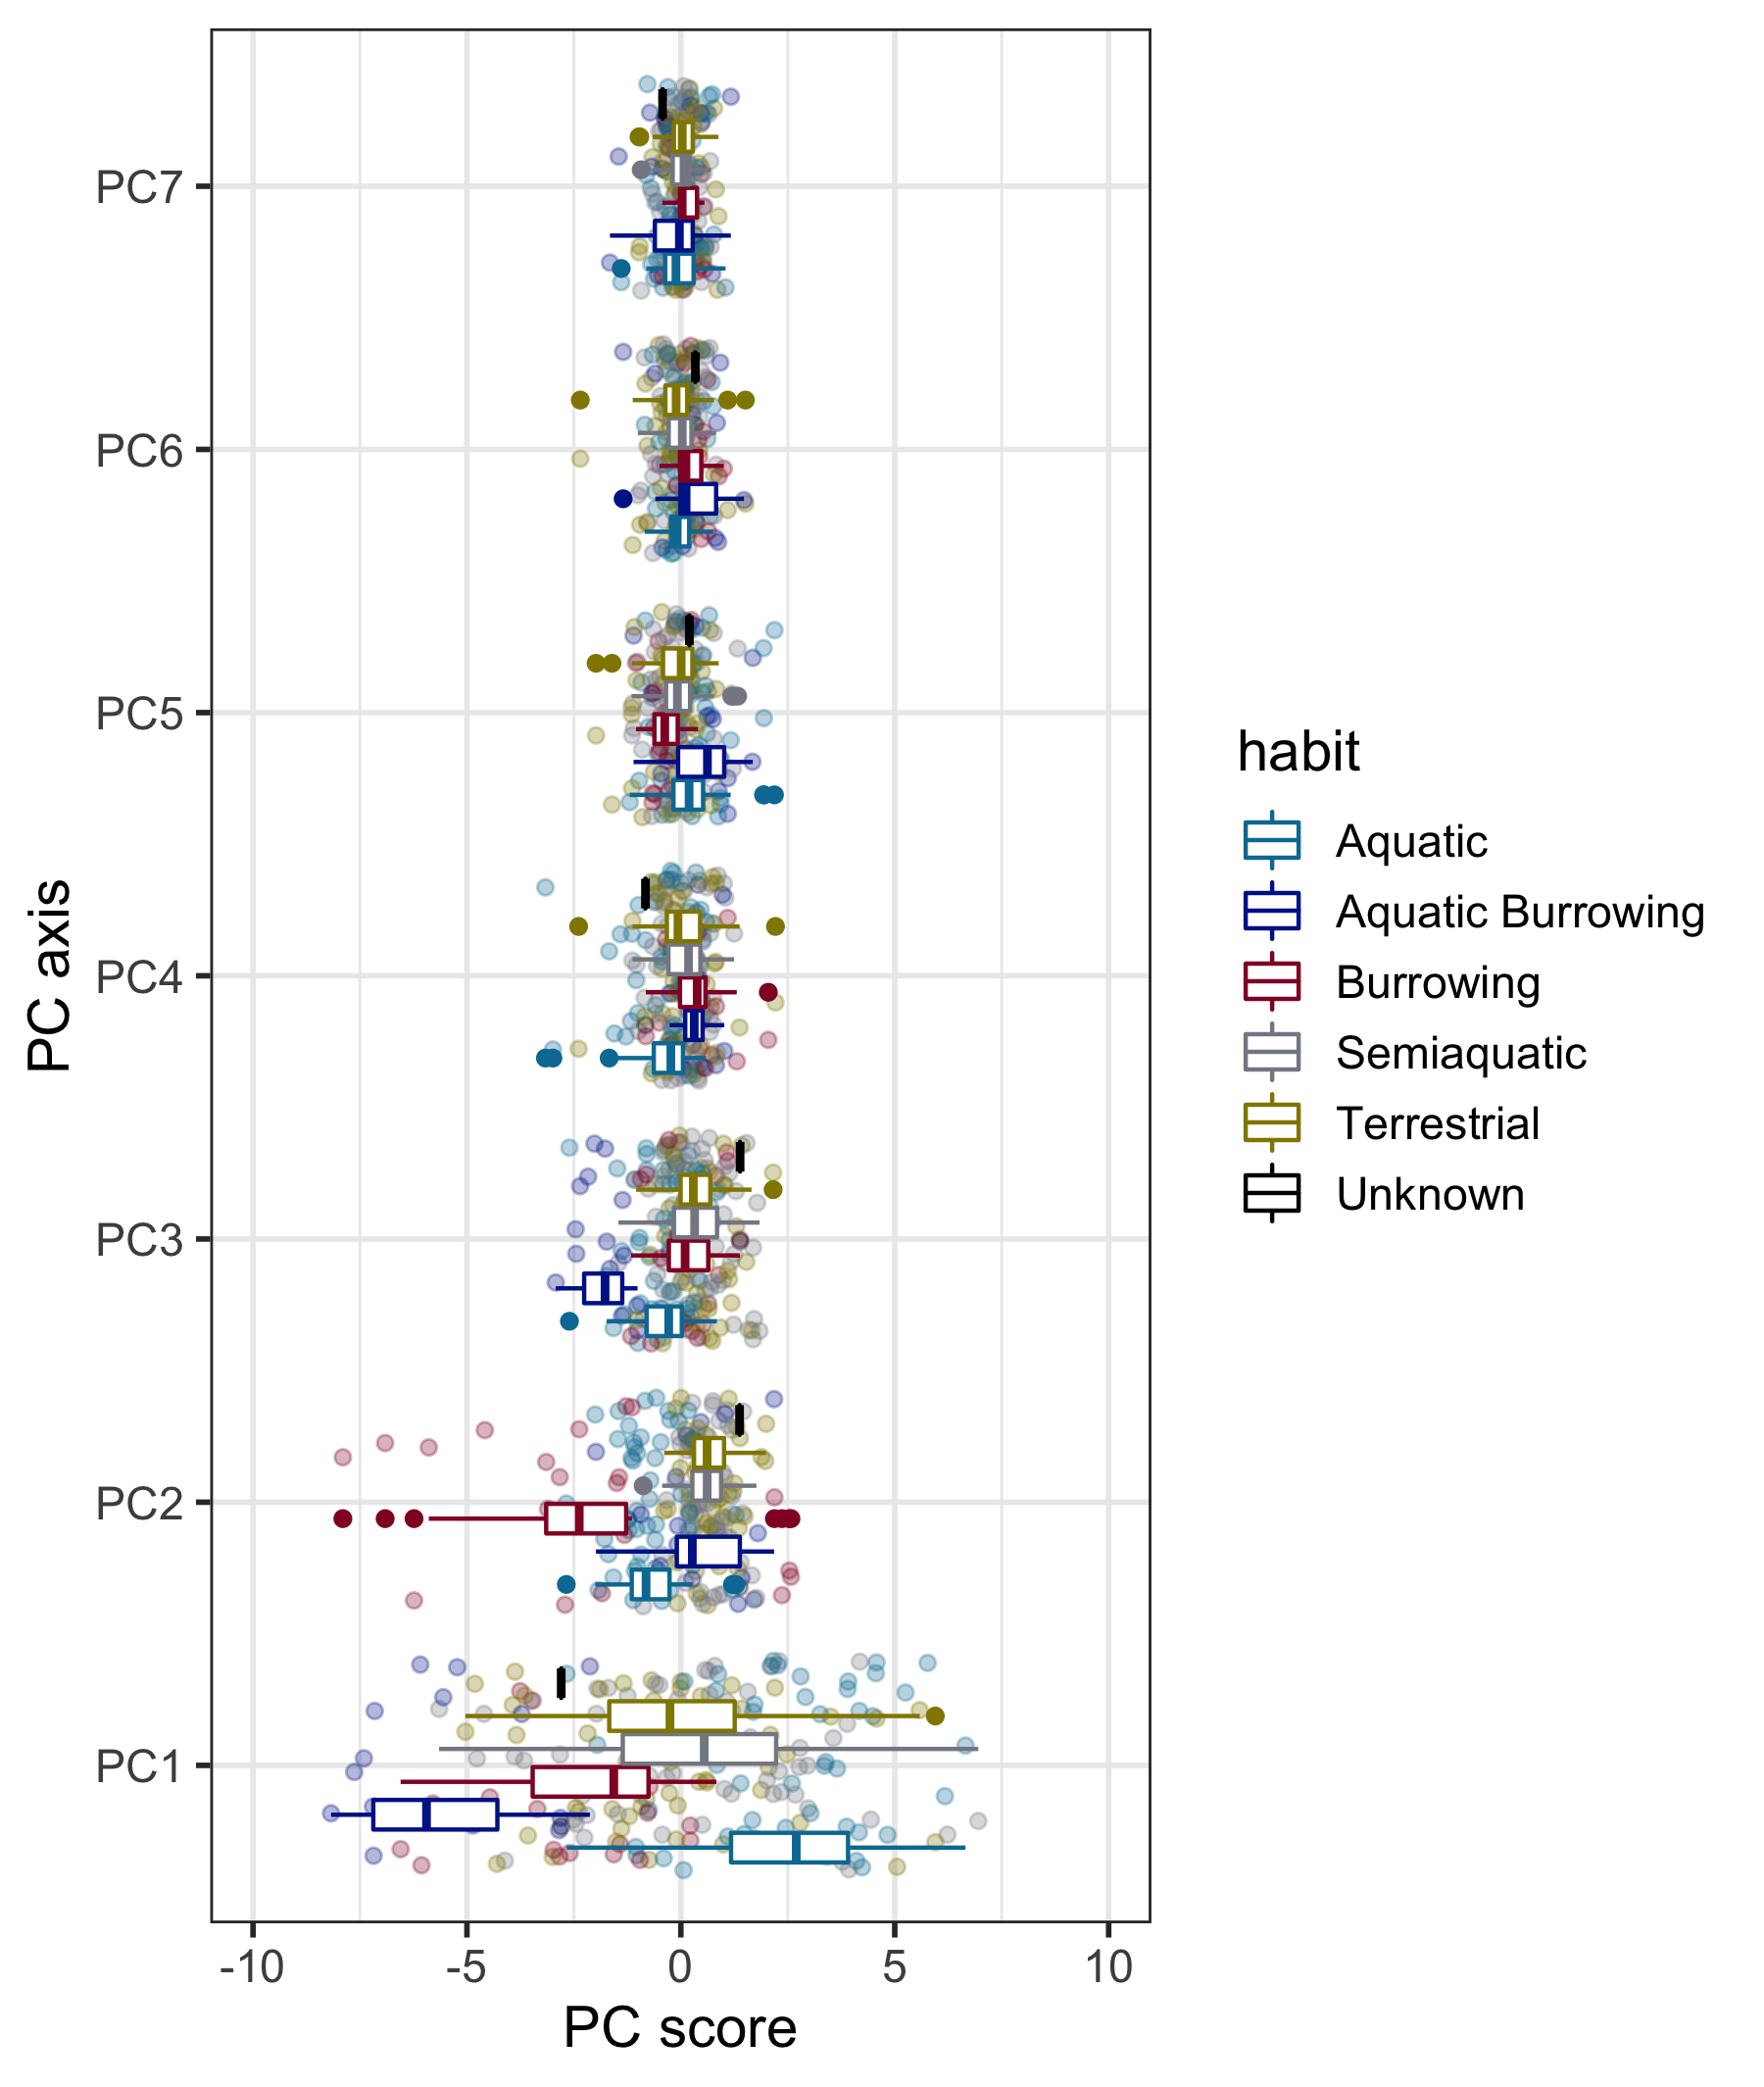 PC7
PC6
PC5
PC4
PC3
PC2
PC1
PC axis
-10
-5
0
5
10
PC score
habit
Aquatic
Aquatic Burrowing
Burrowing
Semiaquatic
Terrestrial
Unknown